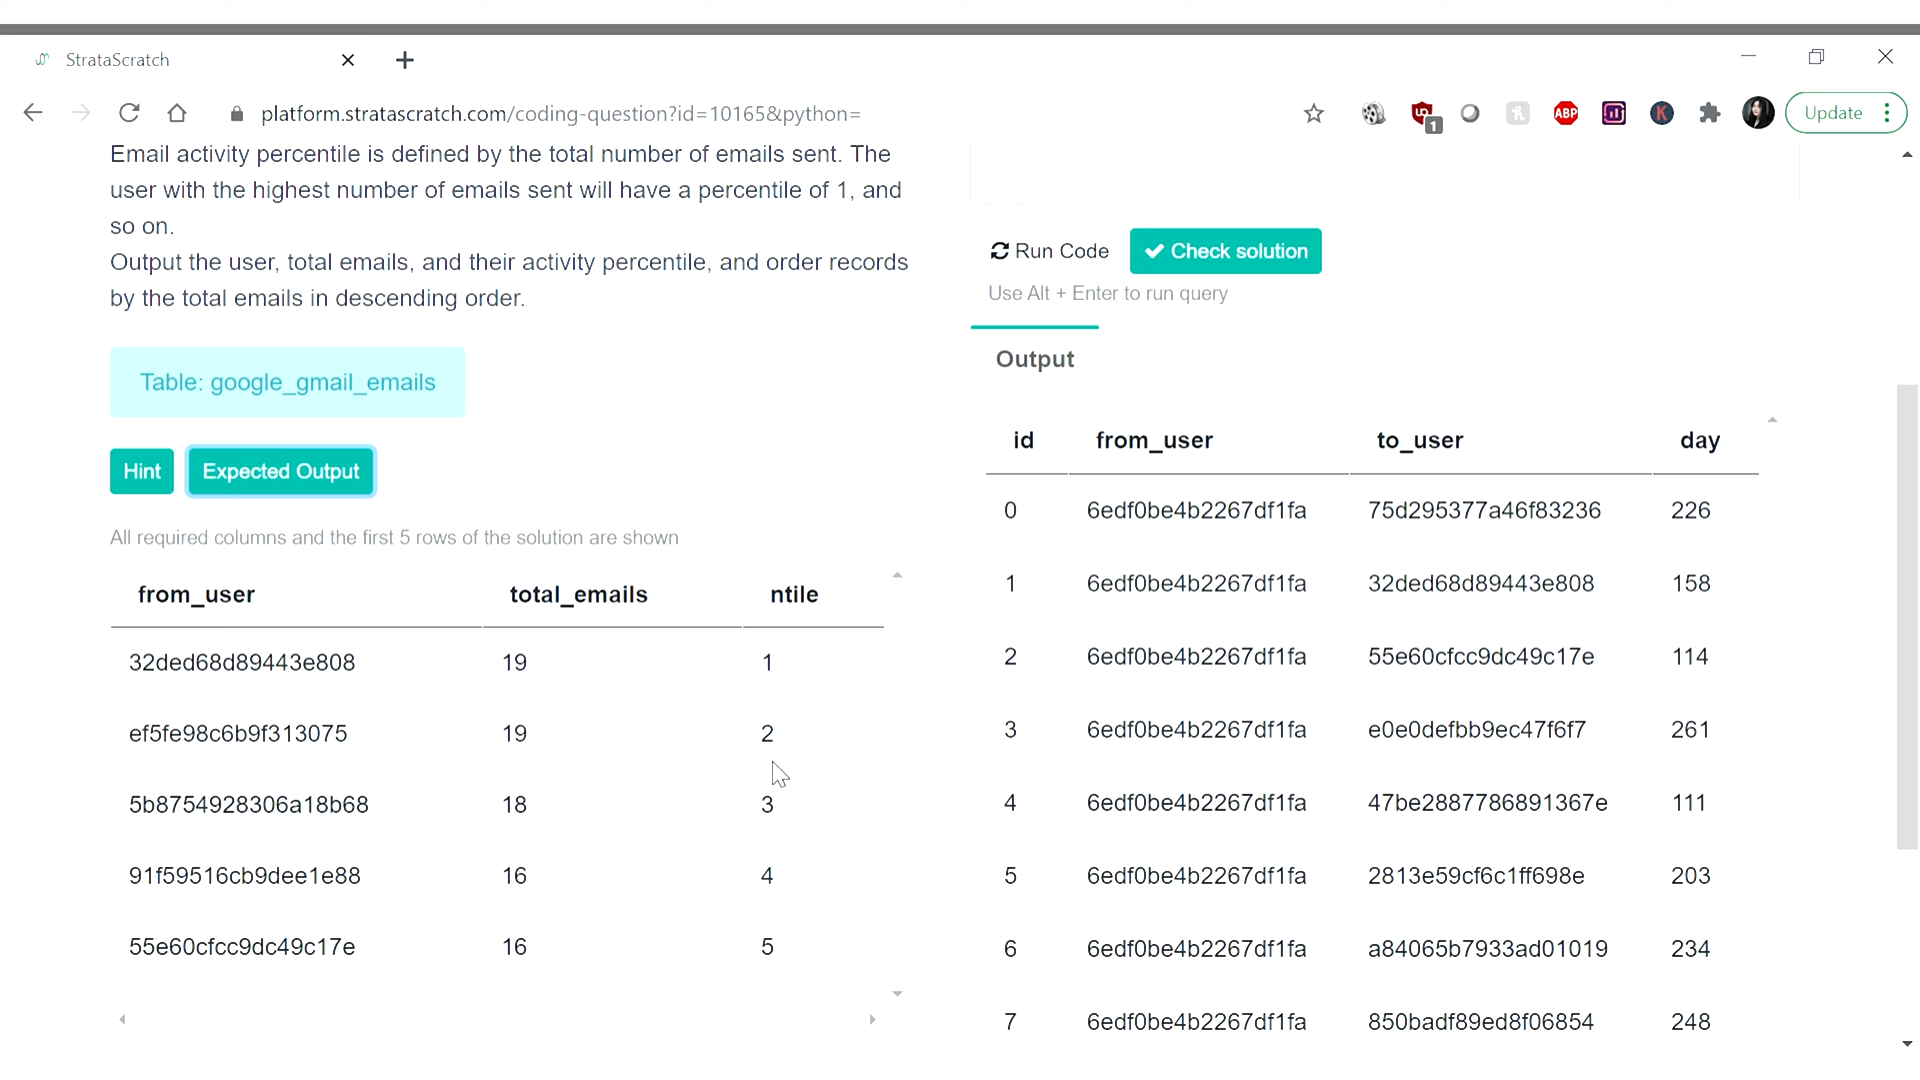 StrataScratch
platform.stratascratch.com/coding-question?id=10165&python=
1
ABP
K
Update
Email activity percentile is defined by the total number of emails sent. The
user with the highest number of emails sent will have a percentile of 1, and
so on.
Output the user, total emails, and their activity percentile, and order records
by the total emails in descending order.
Table: google_gmail_emails
Hint Expected Output
All required columns and the first 5 rows of the solution are shown
from_user total_emails ntile
32ded68d89443e808 19 1
ef5fe98c6b9f313075 19 2
5b8754928306a18b68 18 3
91f59516cb9dee1e88 16 4
55e60cfcc9dc49c17e 16 5
Run Code Check solution
Use Alt + Enter to run query
Output
id from_user to_user day
0 6edf0be4b2267df1fa 75d295377a46f83236 226
1 6edf0be4b2267df1fa 32ded68d89443e808 158
2 6edf0be4b2267df1fa 55e60cfcc9dc49c17e 114
3 6edf0be4b2267df1fa e0e0defbb9ec47f6f7 261
4 6edf0be4b2267df1fa 47be2887786891367e 111
5 6edf0be4b2267df1fa 2813e59cf6c1ff698e 203
6 6edf0be4b2267df1fa a84065b7933ad01019 234
7 6edf0be4b2267df1fa 850badf89ed8f06854 248